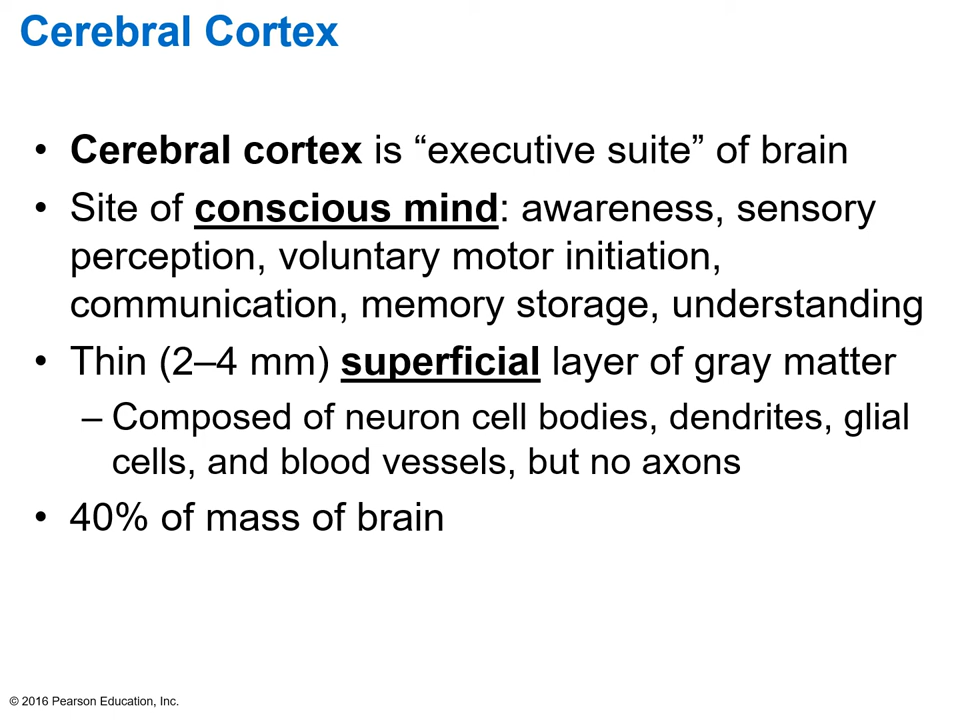 Cerebral Cortex
• Cerebral cortex is “executive suite” of brain
• Site of conscious mind: awareness, sensory
perception, voluntary motor initiation,
communication, memory storage, understanding
• Thin (2–4 mm) superficial layer of gray matter
– Composed of neuron cell bodies, dendrites, glial
cells, and blood vessels, but no axons
• 40% of mass of brain
© 2016 Pearson Education, Inc.